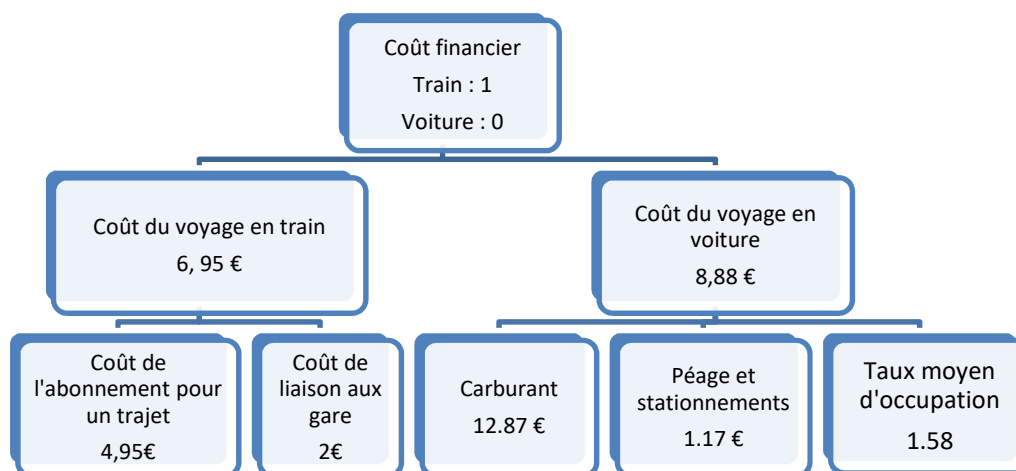 Coût financier
Train : 1
Voiture : 0
Coût du voyage en train
6, 95 €
Coût du voyage en
voiture
8,88 €
Coût de
l'abonnement pour
un trajet
4,95€
Coût de
liaison aux
gare
2€
Carburant
12.87 €
Péage et
stationnements
1.17 €
Taux moyen
d'occupation
1.58